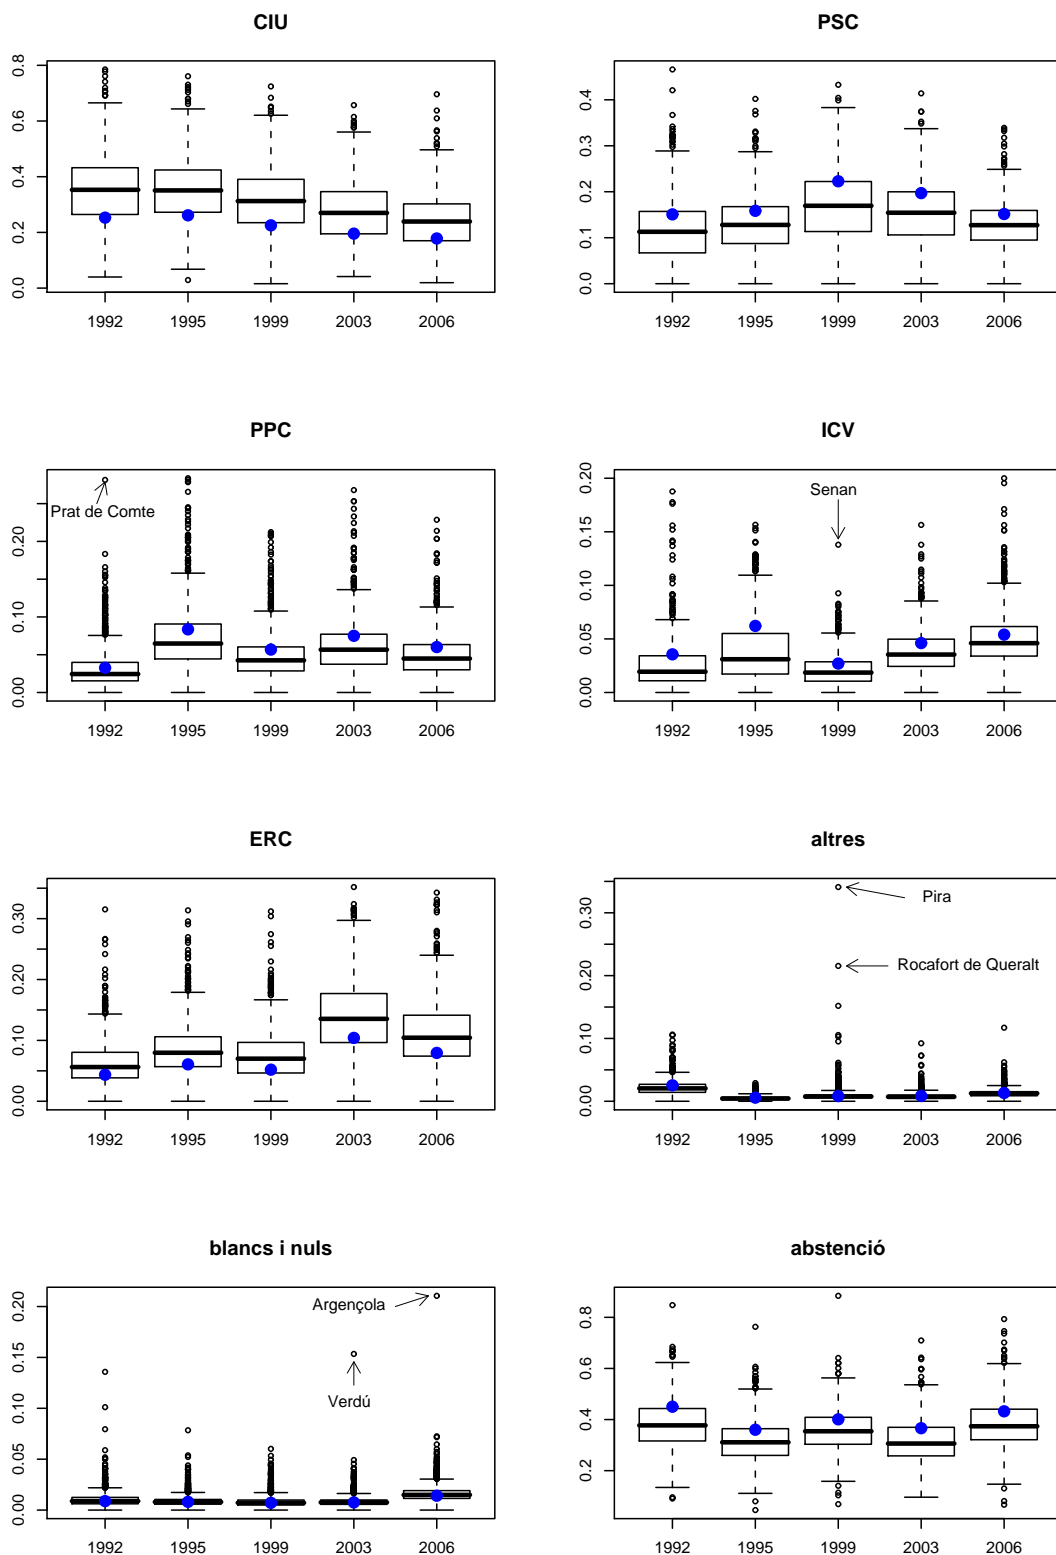 CIU
0.0 0.2 0.4 0.6 0.8
1992 1995 1999 2003 2006
PSC
0.0 0.1 0.2 0.3 0.4
1992 1995 1999 2003 2006
PPC
0.00 0.10 0.20
Prat de Comte
1992 1995 1999 2003 2006
ICV
0.00 0.05 0.10 0.15 0.20
Senan
1992 1995 1999 2003 2006
ERC
0.00 0.10 0.20 0.30
1992 1995 1999 2003 2006
altres
0.00 0.10 0.20 0.30
Pira
Rocafort de Queralt
1992 1995 1999 2003 2006
blancs i nuls
0.00 0.05 0.10 0.15 0.20
Argençola
Verdú
1992 1995 1999 2003 2006
abstenció
0.2 0.4 0.6 0.8
1992 1995 1999 2003 2006